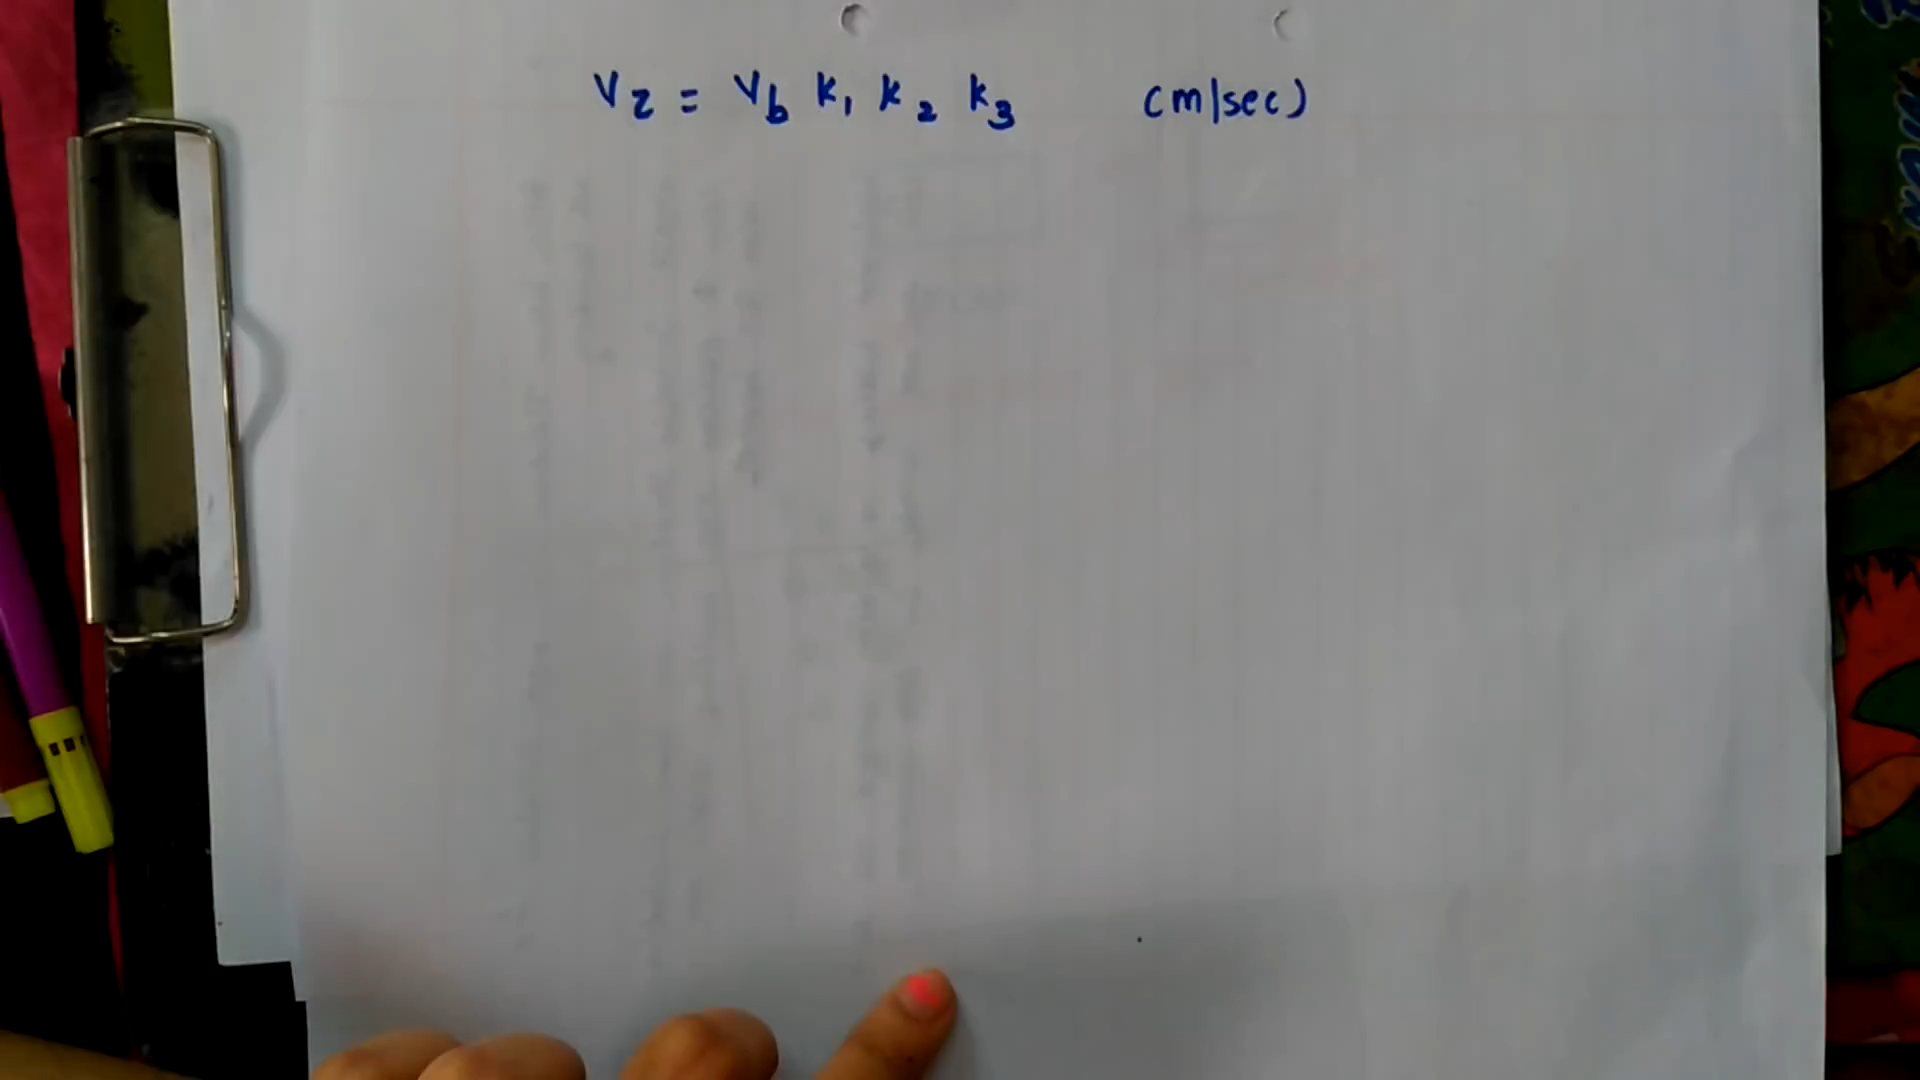 Vz = Vb k1 k2 k3 (m/sec)